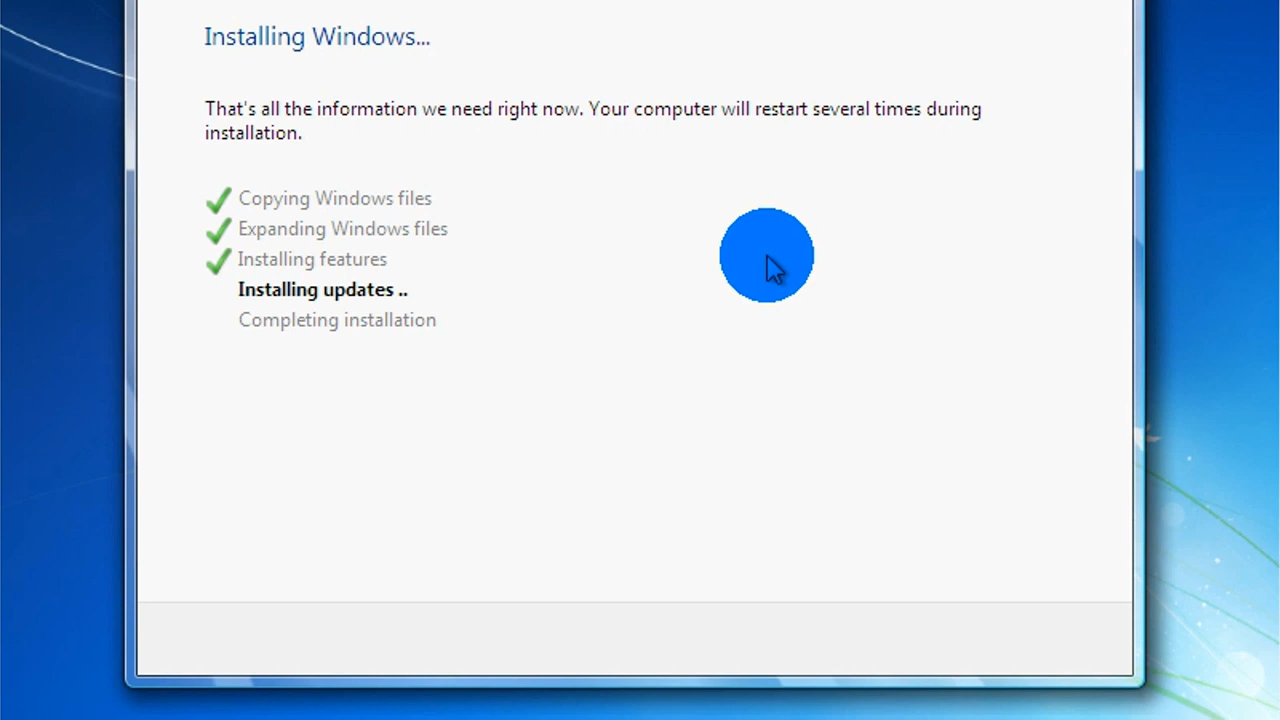 Installing Windows...
That's all the information we need right now. Your computer will restart several times during
installation.
Copying Windows files
Expanding Windows files
Installing features
Installing updates ..
Completing installation